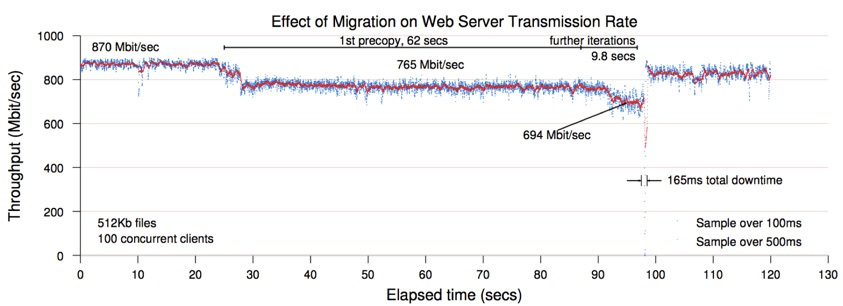 Effect of Migration on Web Server Transmission Rate
1000
870 Mbit/sec
1st precopy, 62 secs
further iterations
9.8 secs
765 Mbit/sec
800
694 Mbit/sec
600
400
165ms total downtime
200
512Kb files
100 concurrent clients
Sample over 100ms
Sample over 500ms
0
Throughput (Mbit/sec)
0 10 20 30 40 50 60 70 80 90 100 110 120 130
Elapsed time (secs)